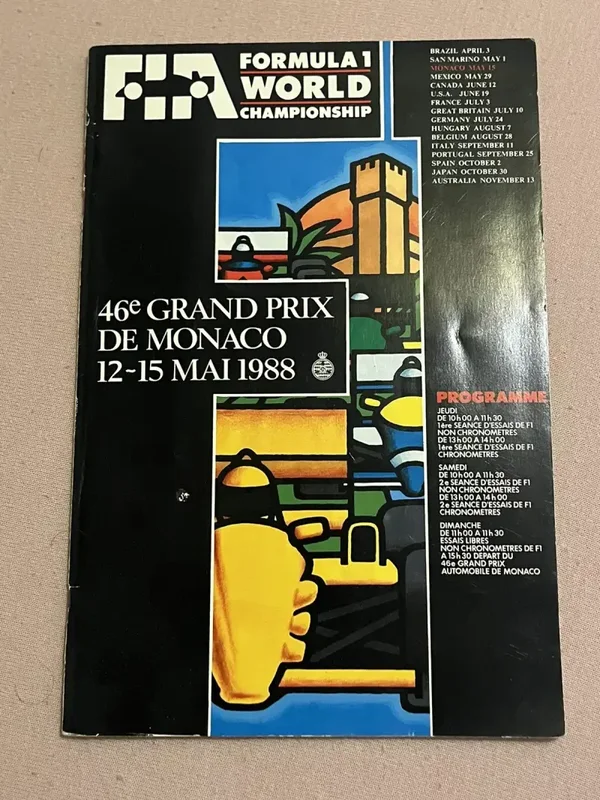 FIA
FORMULA 1
WORLD
CHAMPIONSHIP
BRAZIL APRIL 3
SAN MARINO MAY 1
MONACO MAY 15
MEXICO MAY 29
CANADA JUNE 12
U.S.A. JUNE 19
FRANCE JULY 3
GREAT BRITAIN JULY 10
GERMANY JULY 24
HUNGARY AUGUST 7
BELGIUM AUGUST 28
ITALY SEPTEMBER 11
PORTUGAL SEPTEMBER 25
SPAIN OCTOBER 2
JAPAN OCTOBER 30
AUSTRALIA NOVEMBER 13
46e GRAND PRIX
DE MONACO
12-15 MAI 1988
PROGRAMME
JEUDI
DE 10h00 A 11h30
1ère SEANCE D'ESSAIS DE F1
NON CHRONOMETRES
DE 13h00 A 14h00
1ère SEANCE D'ESSAIS DE F1
CHRONOMETRES
SAMEDI
DE 10h00 A 11h30
2e SEANCE D'ESSAIS DE F1
NON CHRONOMETRES
DE 13h00 A 14h00
2e SEANCE D'ESSAIS DE F1
CHRONOMETRES
DIMANCHE
DE 11h00 A 11h30
ESSAIS LIBRES
NON CHRONOMETRES DE F1
A 15h30 DEPART DU
46e GRAND PRIX
AUTOMOBILE DE MONACO